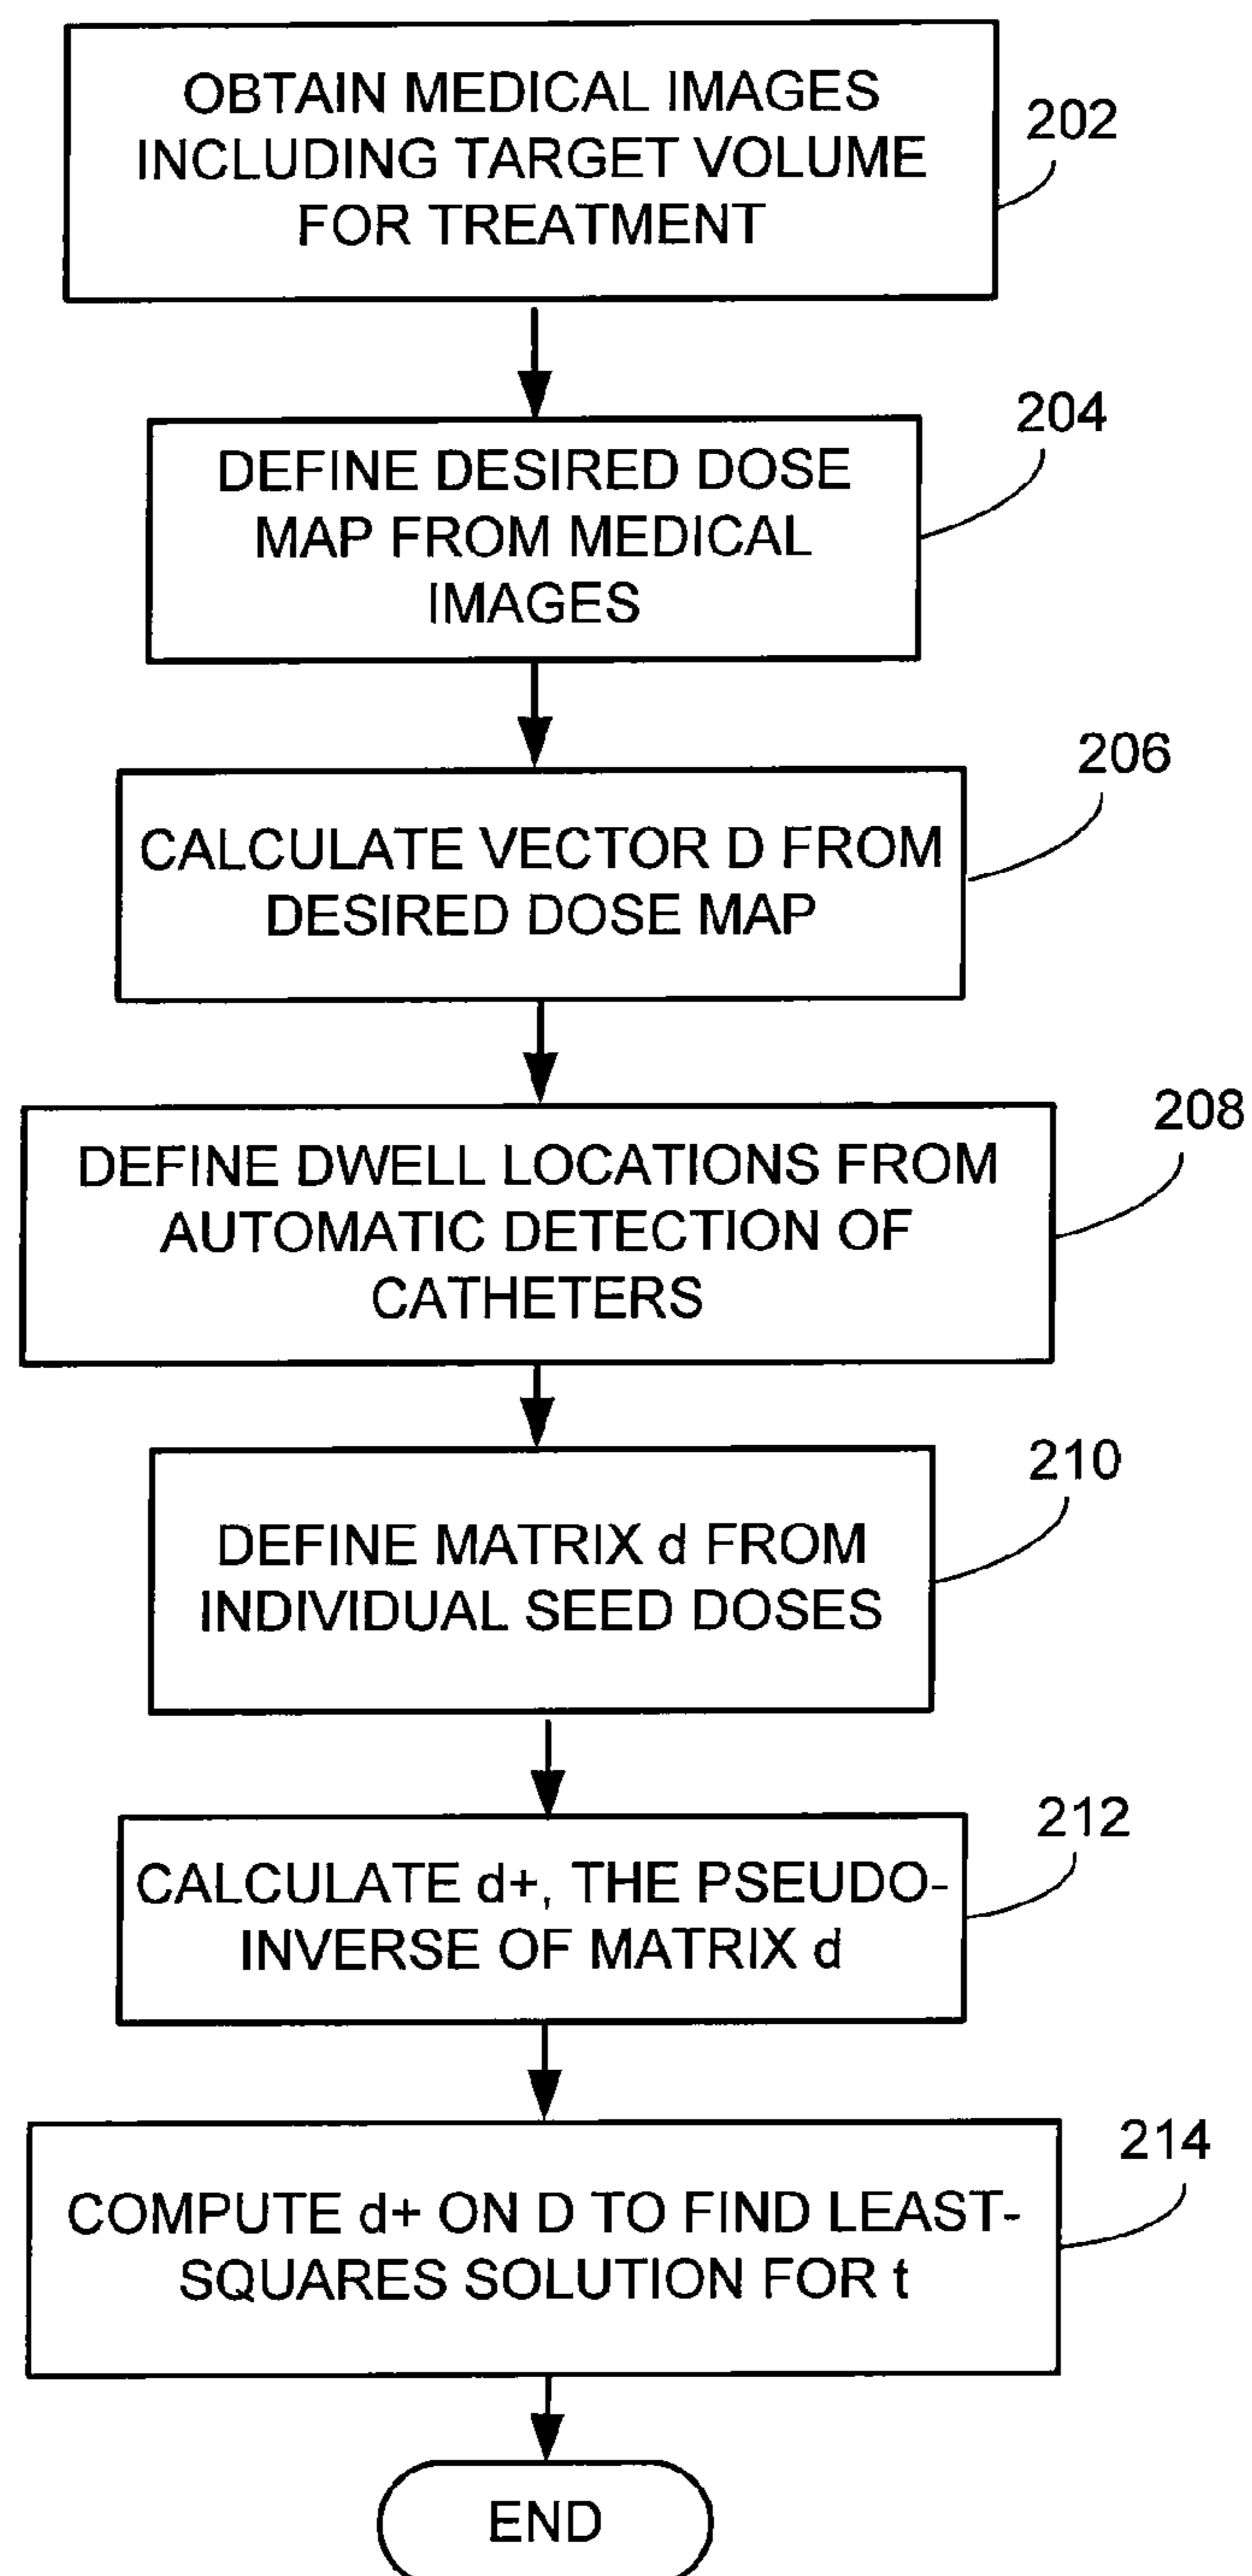 OBTAIN MEDICAL IMAGES
INCLUDING TARGET VOLUME
FOR TREATMENT
202
DEFINE DESIRED DOSE
MAP FROM MEDICAL
IMAGES
204
CALCULATE VECTOR D FROM
DESIRED DOSE MAP
206
DEFINE DWELL LOCATIONS FROM
AUTOMATIC DETECTION OF
CATHETERS
208
DEFINE MATRIX d FROM
INDIVIDUAL SEED DOSES
210
CALCULATE d+, THE PSEUDO-
INVERSE OF MATRIX d
212
COMPUTE d+ ON D TO FIND LEAST-
SQUARES SOLUTION FOR t
214
END